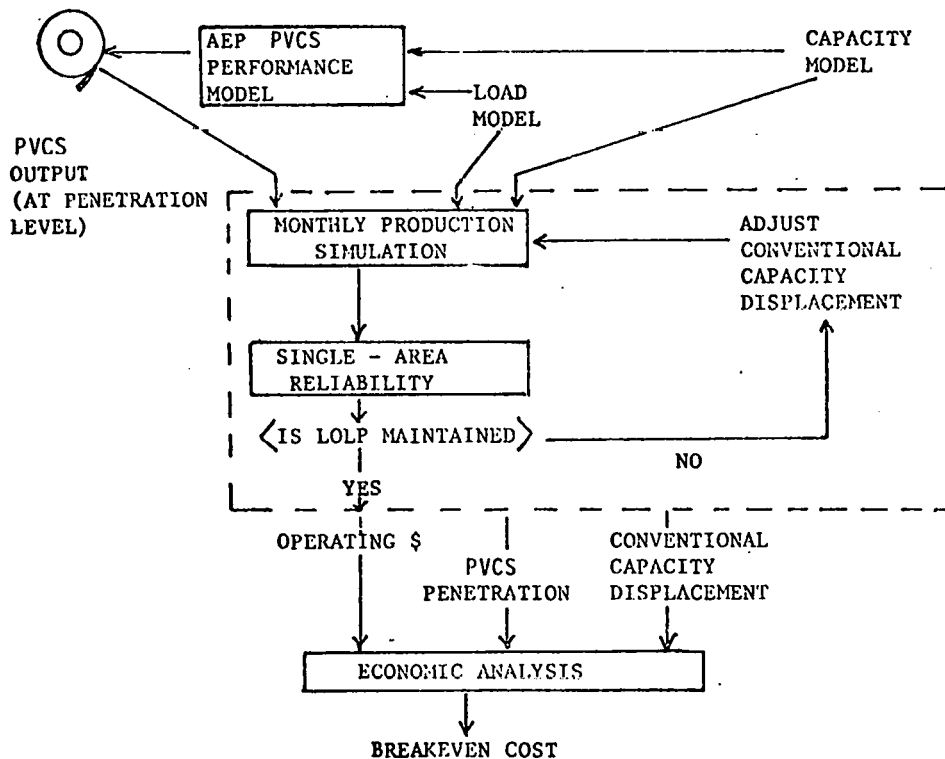 AEP PVCS
PERFORMANCE
MODEL
CAPACITY
MODEL
LOAD
MODEL
PVCS
OUTPUT
(AT PENETRATION
LEVEL)
MONTHLY PRODUCTION
SIMULATION
ADJUST
CONVENTIONAL
CAPACITY
DISPLACEMENT
SINGLE - AREA
RELIABILITY
<IS LOLP MAINTAINED>
NO
YES
OPERATING $
PVCS
PENETRATION
CONVENTIONAL
CAPACITY
DISPLACEMENT
ECONOMIC ANALYSIS
BREAKEVEN COST